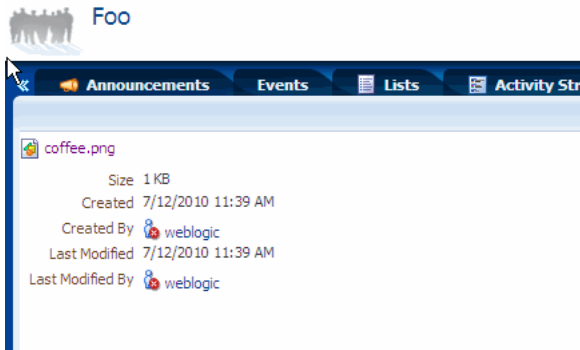 Foo
« Announcements Events Lists Activity Str
coffee.png
Size 1 KB
Created 7/12/2010 11:39 AM
Created By weblogic
Last Modified 7/12/2010 11:39 AM
Last Modified By weblogic